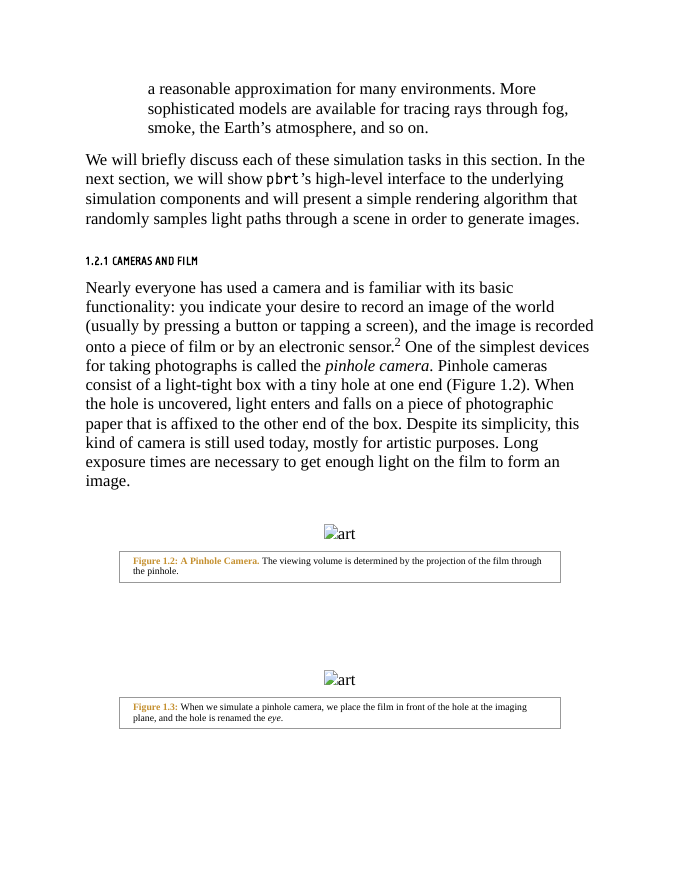 a reasonable approximation for many environments. More
sophisticated models are available for tracing rays through fog,
smoke, the Earth’s atmosphere, and so on.
We will briefly discuss each of these simulation tasks in this section. In the
next section, we will show pbrt’s high-level interface to the underlying
simulation components and will present a simple rendering algorithm that
randomly samples light paths through a scene in order to generate images.
1.2.1 CAMERAS AND FILM
Nearly everyone has used a camera and is familiar with its basic
functionality: you indicate your desire to record an image of the world
(usually by pressing a button or tapping a screen), and the image is recorded
onto a piece of film or by an electronic sensor.2 One of the simplest devices
for taking photographs is called the pinhole camera. Pinhole cameras
consist of a light-tight box with a tiny hole at one end (Figure 1.2). When
the hole is uncovered, light enters and falls on a piece of photographic
paper that is affixed to the other end of the box. Despite its simplicity, this
kind of camera is still used today, mostly for artistic purposes. Long
exposure times are necessary to get enough light on the film to form an
image.
art
Figure 1.2: A Pinhole Camera. The viewing volume is determined by the projection of the film through
the pinhole.
art
Figure 1.3: When we simulate a pinhole camera, we place the film in front of the hole at the imaging
plane, and the hole is renamed the eye.